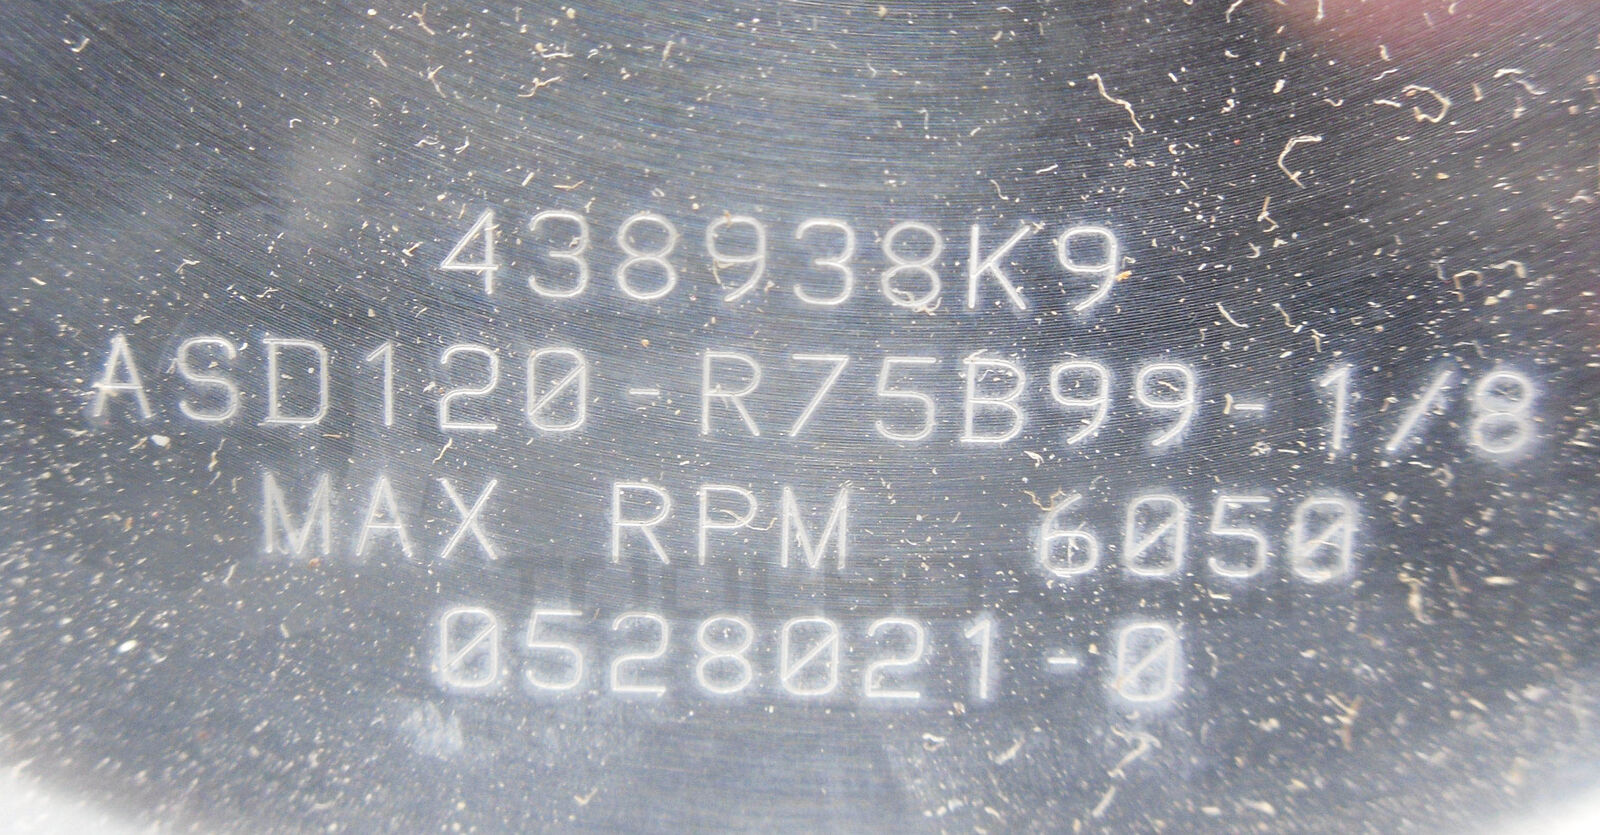 438938K9
ASD120-R75B99-1/8
MAX RPM 6050
0528021-0